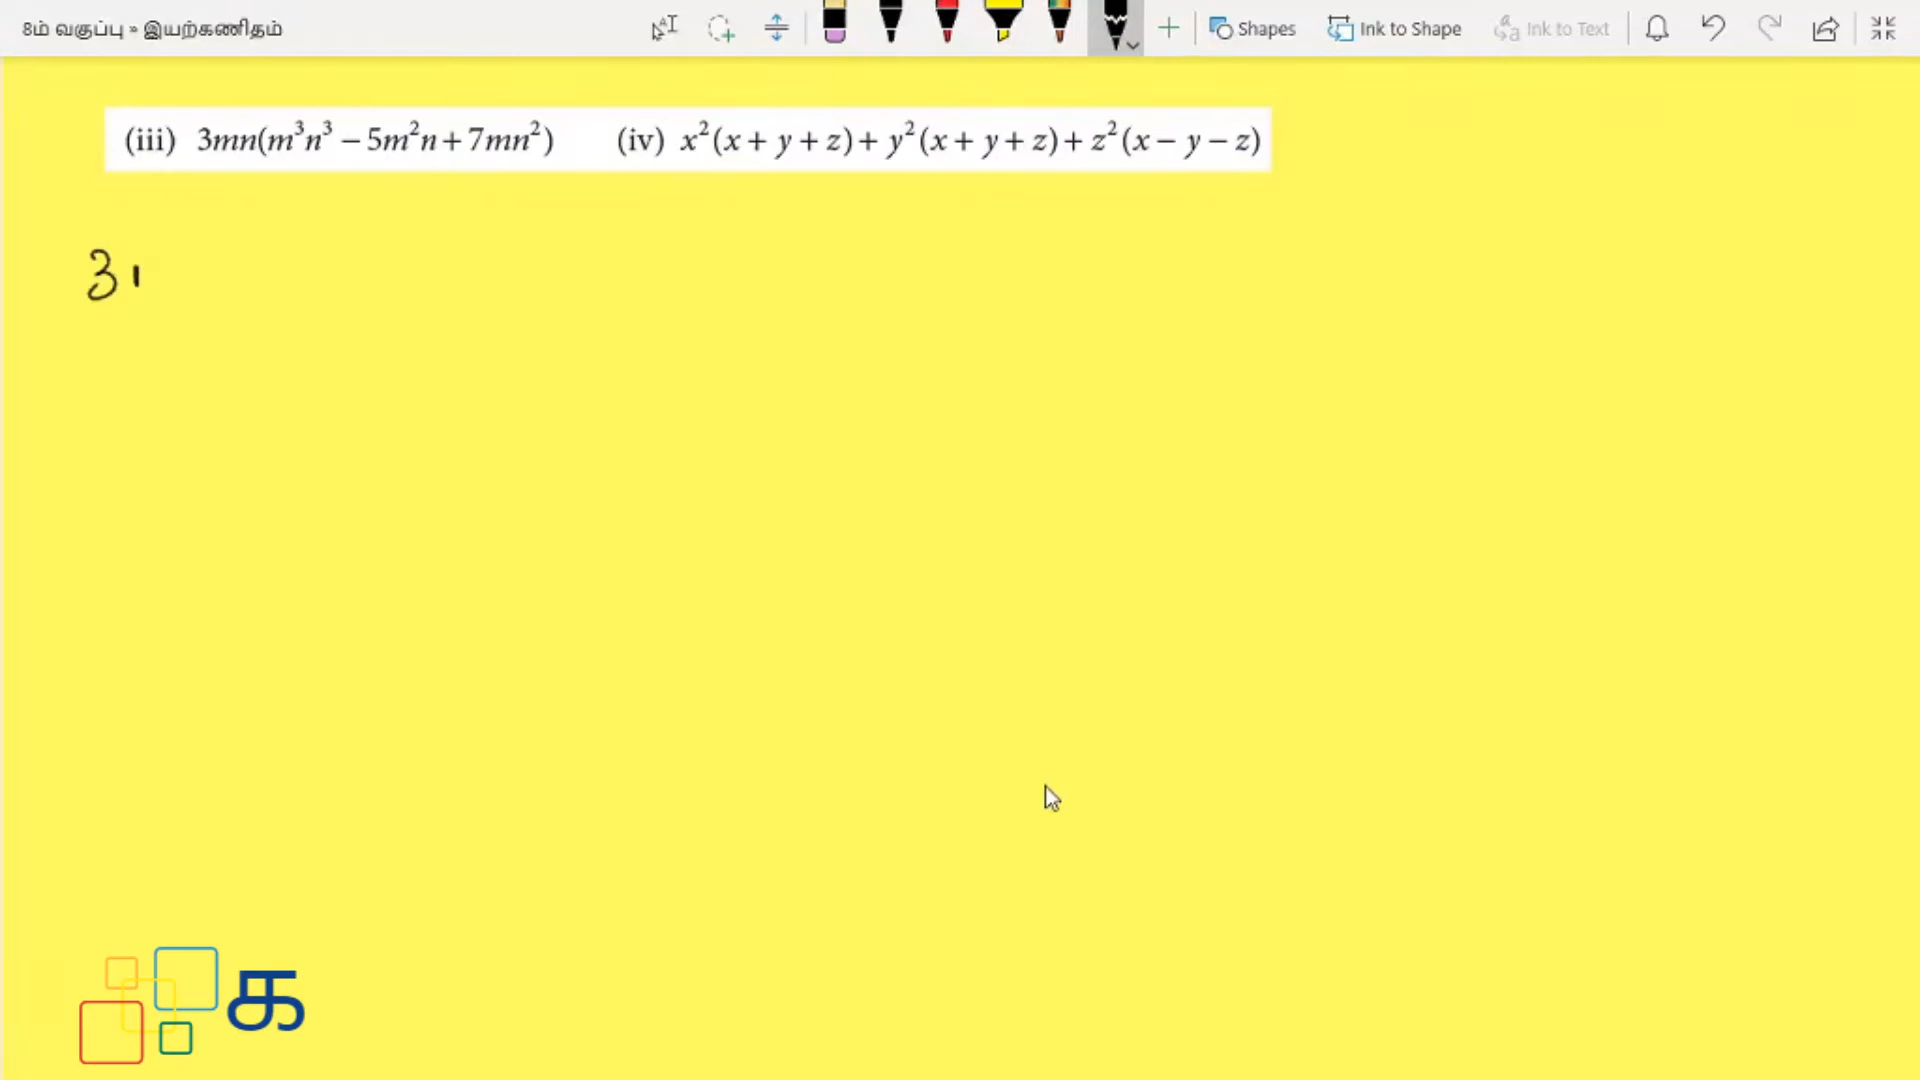 8ம் வகுப்பு » இயற்கணிதம் Shapes Ink to Shape Ink to Text
(iii) 3mn(m³n³ − 5m²n + 7mn²) (iv) x²(x + y + z) + y²(x + y + z) + z²(x − y − z)
3
க